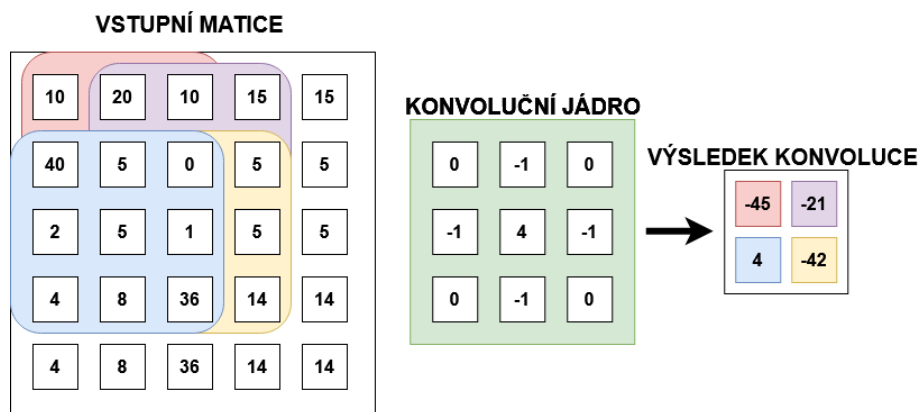 VSTUPNÍ MATICE
10 20 10 15 15
40 5 0 5 5
2 5 1 5 5
4 8 36 14 14
4 8 36 14 14
KONVOLUČNÍ JÁDRO
0 -1 0
-1 4 -1
0 -1 0
VÝSLEDEK KONVOLUCE
-45 -21
4 -42